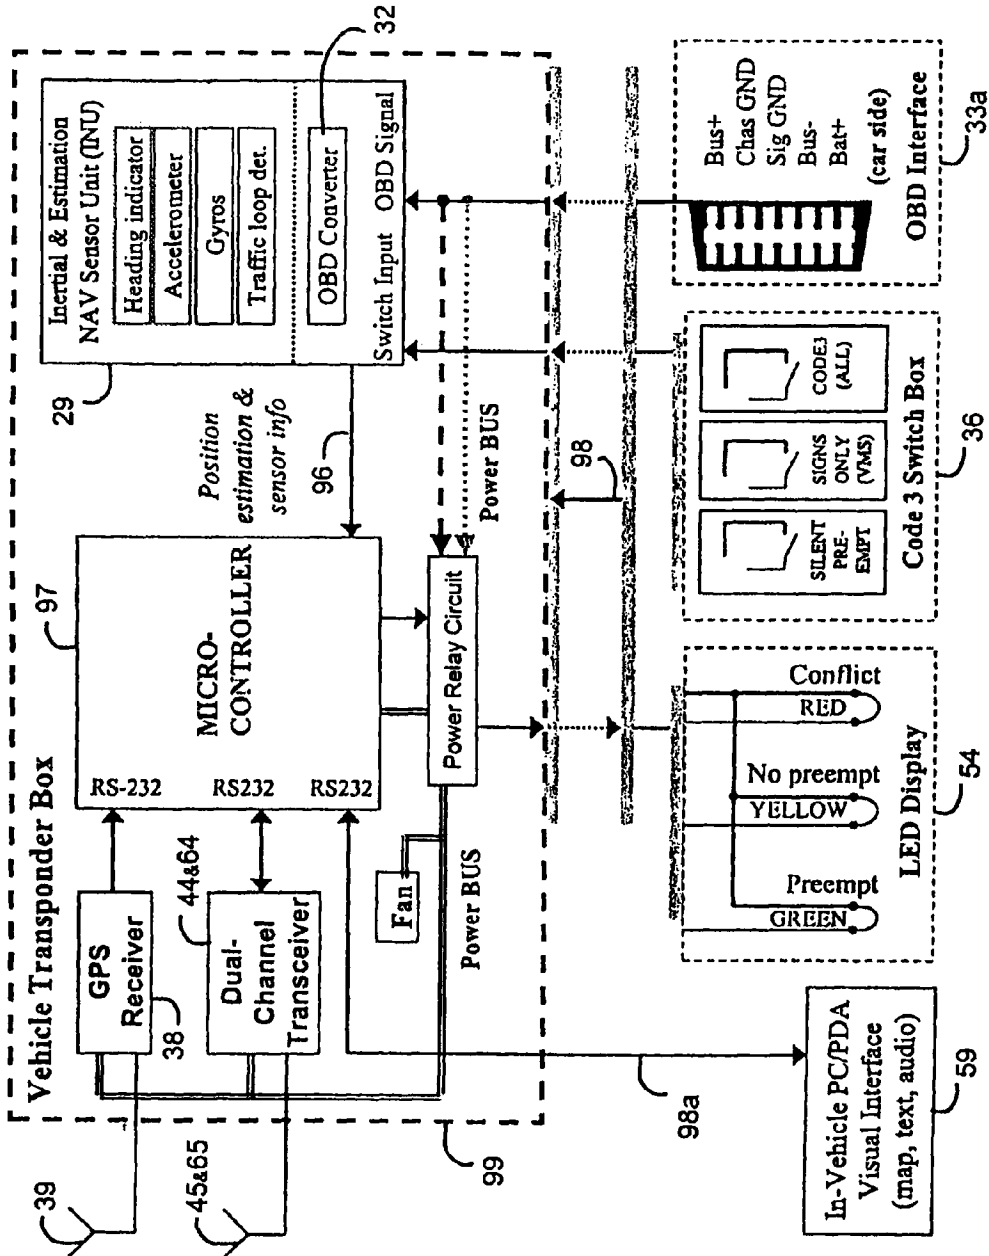 Vehicle Transponder Box
39
45&65
99
GPS
Receiver
38
44&64
Dual-
Channel
Transceiver
RS-232
RS232
RS232
97
MICRO-
CONTROLLER
Fan
Power BUS
Power Relay Circuit
Position
estimation &
sensor info
96
Power BUS
98
29
Inertial & Estimation
NAV Sensor Unit (INU)
Heading indicator
Accelerometer
Gyros
Traffic loop det.
OBD Converter
Switch Input
OBD Signal
32
98a
In-Vehicle PC/PDA
Visual Interface
(map, text, audio)
59
Preempt
GREEN
No preempt
YELLOW
Conflict
RED
LED Display
54
SILENT
PRE-
EMPT
SIGNS
ONLY
(VMS)
CODE3
(ALL)
Code 3 Switch Box
36
Bus+
Chas GND
Sig GND
Bus-
Bat+
(car side)
OBD Interface
33a